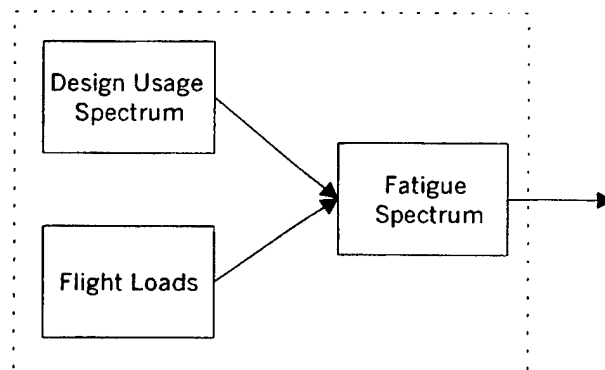 Design Usage
Spectrum
Fatigue
Spectrum
Flight Loads